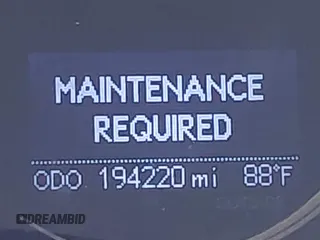 MAINTENANCE
REQUIRED
ODO 194220 mi 88°F
DREAMBID